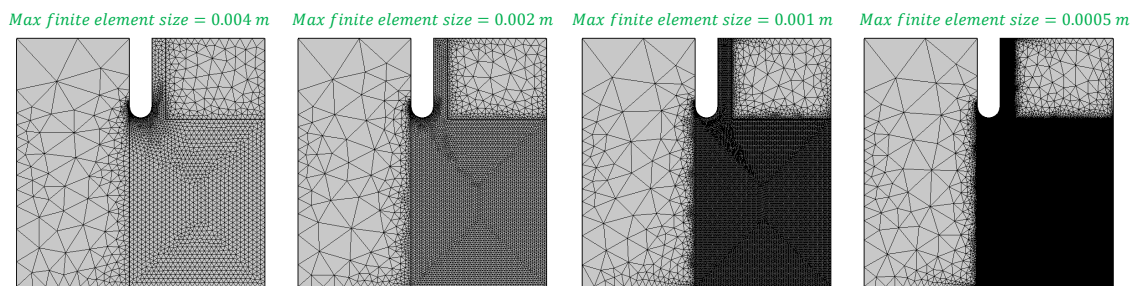 Max finite element size = 0.004 m
Max finite element size = 0.002 m
Max finite element size = 0.001 m
Max finite element size = 0.0005 m